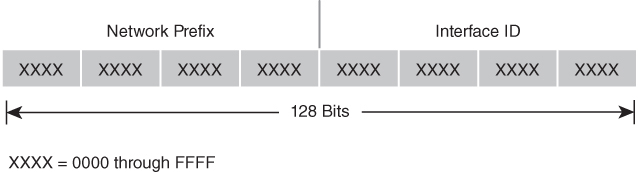 Network Prefix Interface ID
XXXX XXXX XXXX XXXX XXXX XXXX XXXX XXXX
128 Bits
XXXX = 0000 through FFFF